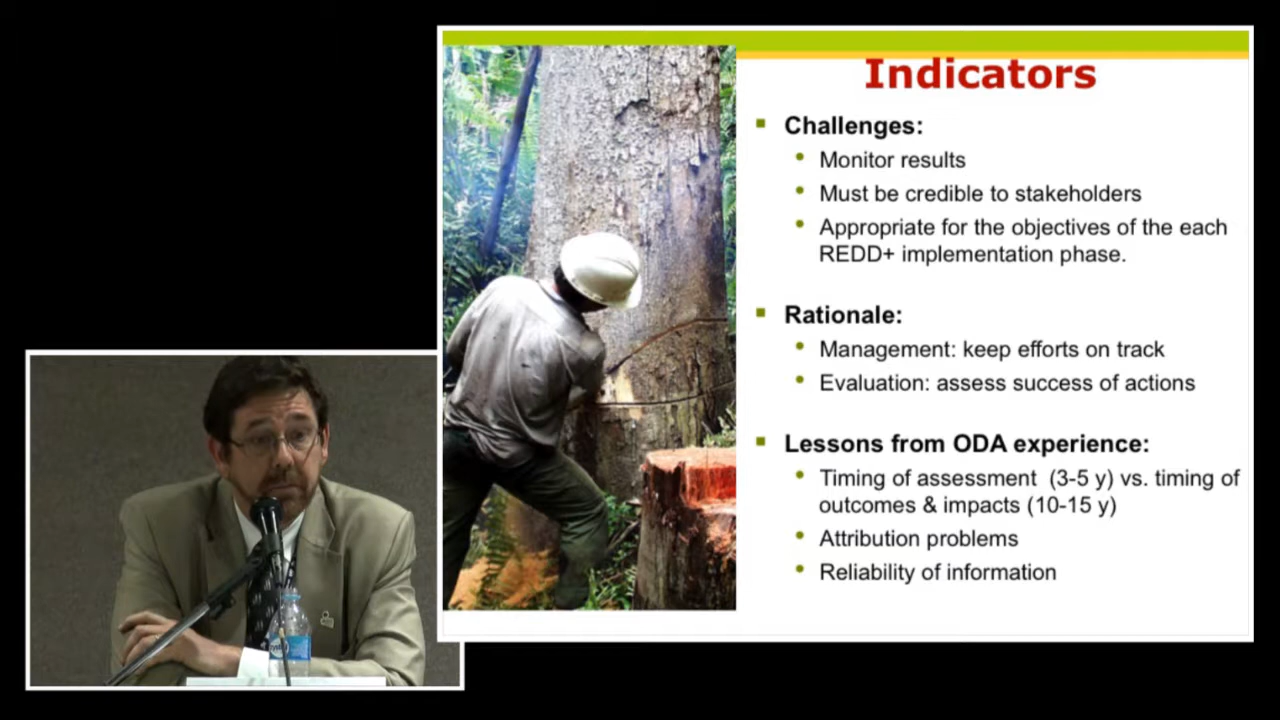 Indicators
Challenges:
Monitor results
Must be credible to stakeholders
Appropriate for the objectives of the each
REDD+ implementation phase.
Rationale:
Management: keep efforts on track
Evaluation: assess success of actions
Lessons from ODA experience:
Timing of assessment (3-5 y) vs. timing of
outcomes & impacts (10-15 y)
Attribution problems
Reliability of information